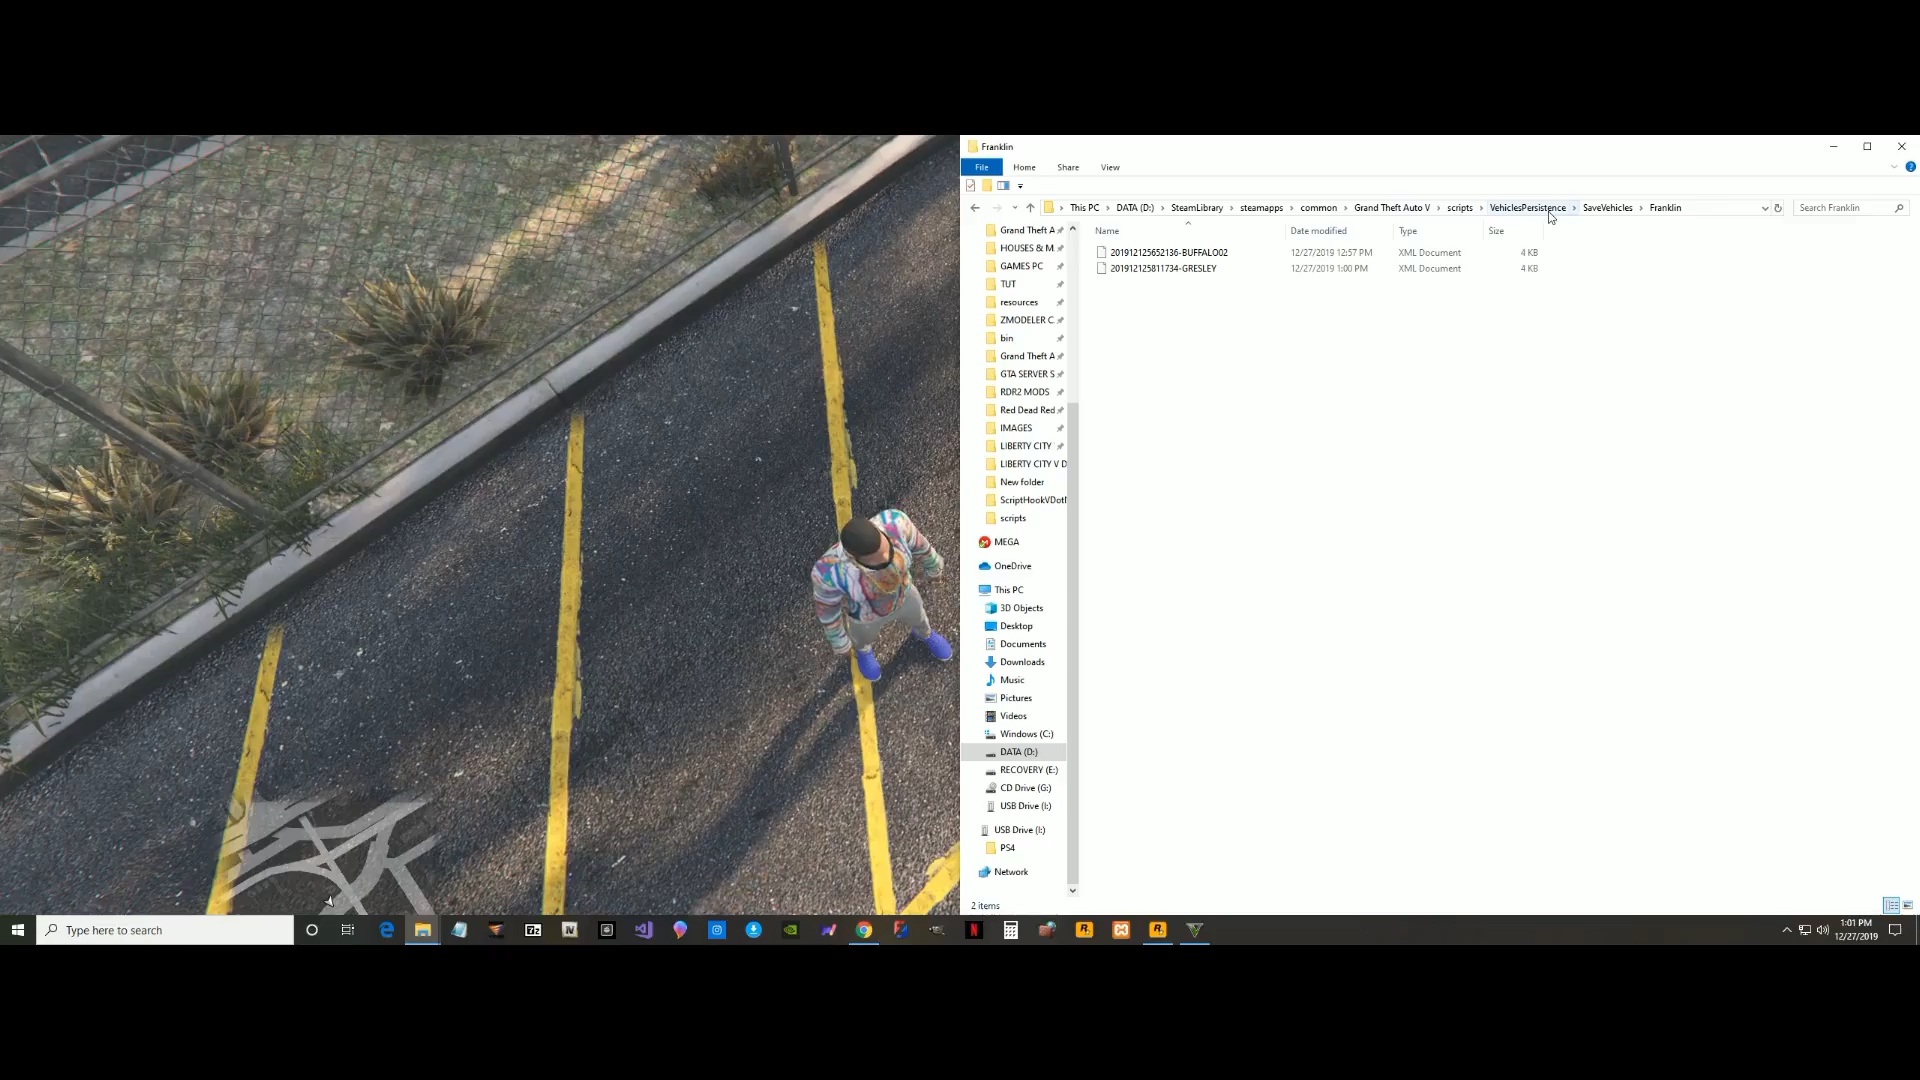 Franklin
File Home Share View
This PC DATA (D:) SteamLibrary steamapps common Grand Theft Auto V scripts VehiclesPersistence SaveVehicles Franklin Search Franklin
Name Date modified Type Size
201912125652136-BUFFALO02 12/27/2019 12:57 PM XML Document 4 KB
201912125811734-GRESLEY 12/27/2019 1:00 PM XML Document 4 KB
Grand Theft A
HOUSES & M
GAMES PC
TUT
resources
ZMODELER C
bin
Grand Theft A
GTA SERVER S
RDR2 MODS
Red Dead Red
IMAGES
LIBERTY CITY
LIBERTY CITY V D
New folder
ScriptHookVDotN
scripts
MEGA
OneDrive
This PC
3D Objects
Desktop
Documents
Downloads
Music
Pictures
Videos
Windows (C:)
DATA (D:)
RECOVERY (E:)
CD Drive (G:)
USB Drive (I:)
USB Drive (I:)
PS4
Network
2 items
Type here to search
1:01 PM
12/27/2019